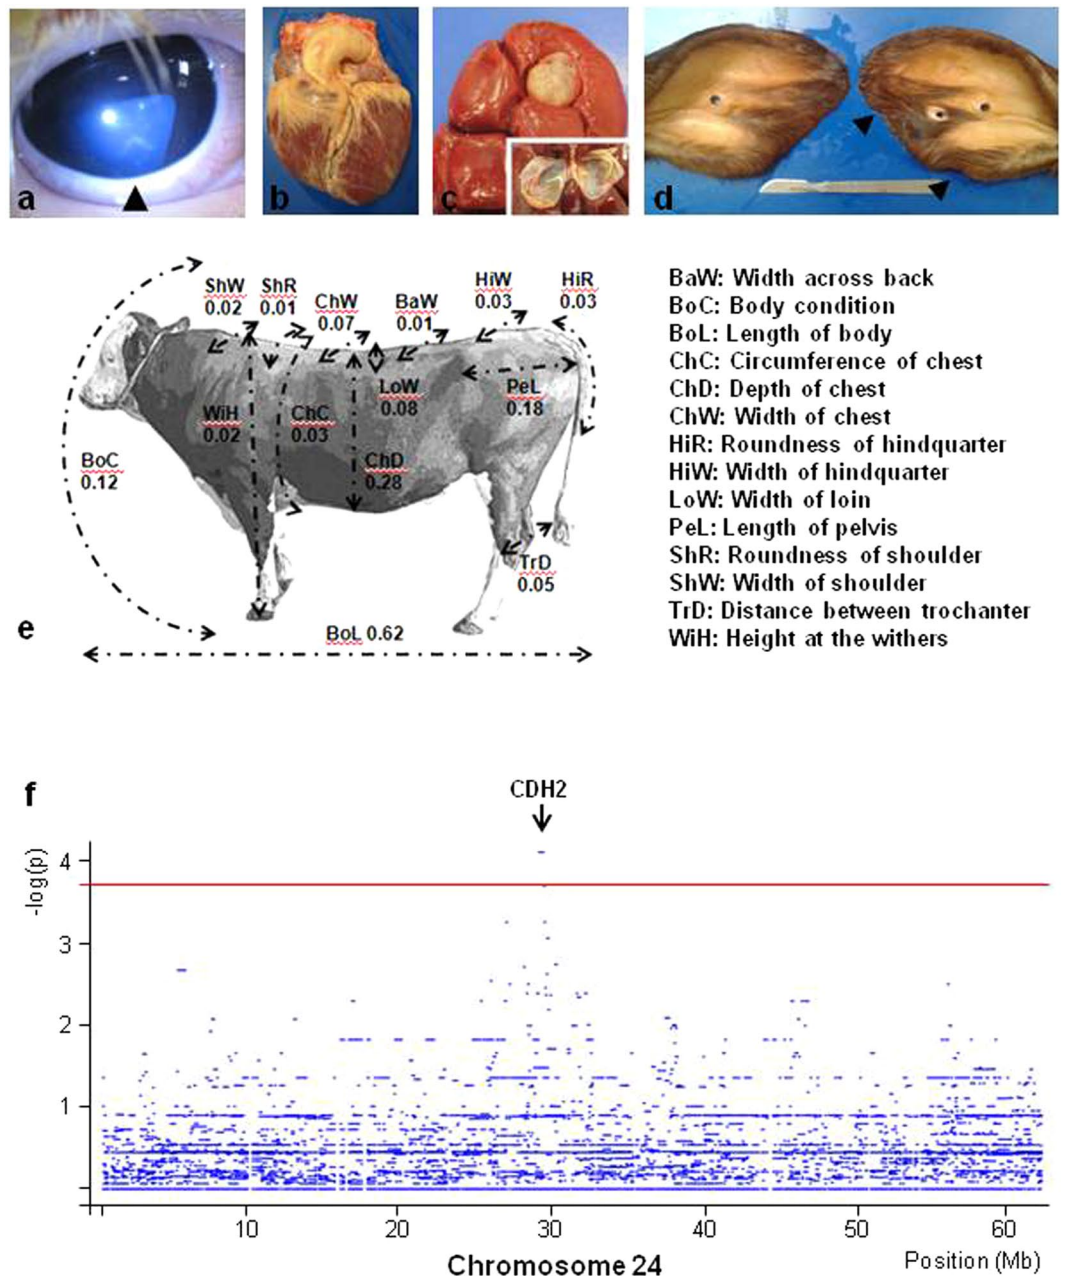 a
b
c
d
ShW
0.02
ShR
0.01
ChW
0.07
BaW
0.01
HiW
0.03
HiR
0.03
WiH
0.02
ChC
0.03
LoW
0.08
PeL
0.18
BoC
0.12
ChD
0.28
TrD
0.05
e
BoL 0.62
BaW: Width across back
BoC: Body condition
BoL: Length of body
ChC: Circumference of chest
ChD: Depth of chest
ChW: Width of chest
HiR: Roundness of hindquarter
HiW: Width of hindquarter
LoW: Width of loin
PeL: Length of pelvis
ShR: Roundness of shoulder
ShW: Width of shoulder
TrD: Distance between trochanter
WiH: Height at the withers
f
CDH2
-log(p)
4
3
2
1
10 20 30 40 50 60
Chromosome 24
Position (Mb)